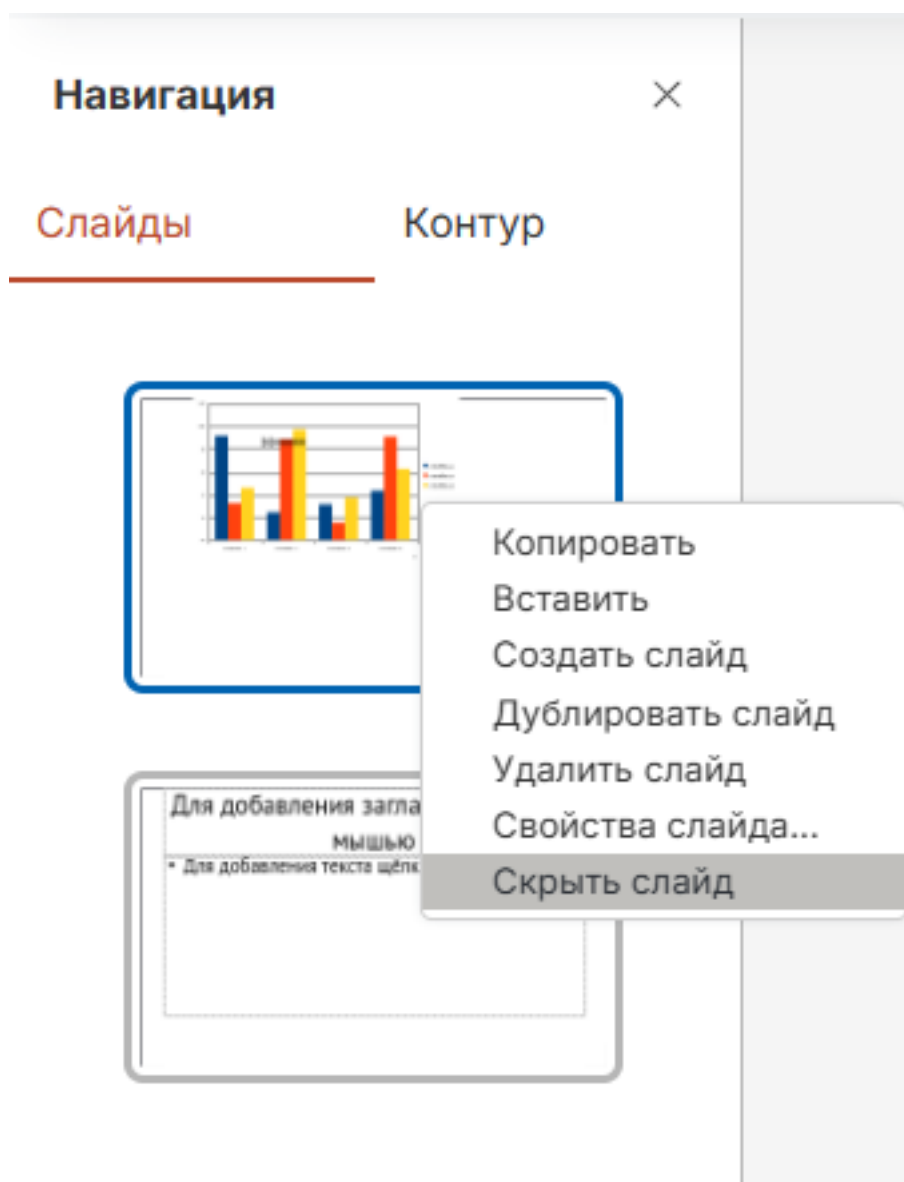 Навигация
Слайды
Контур
Копировать
Вставить
Создать слайд
Дублировать слайд
Удалить слайд
Свойства слайда...
Скрыть слайд
Для добавления загла
мышью
• Для добавления текста щёлк